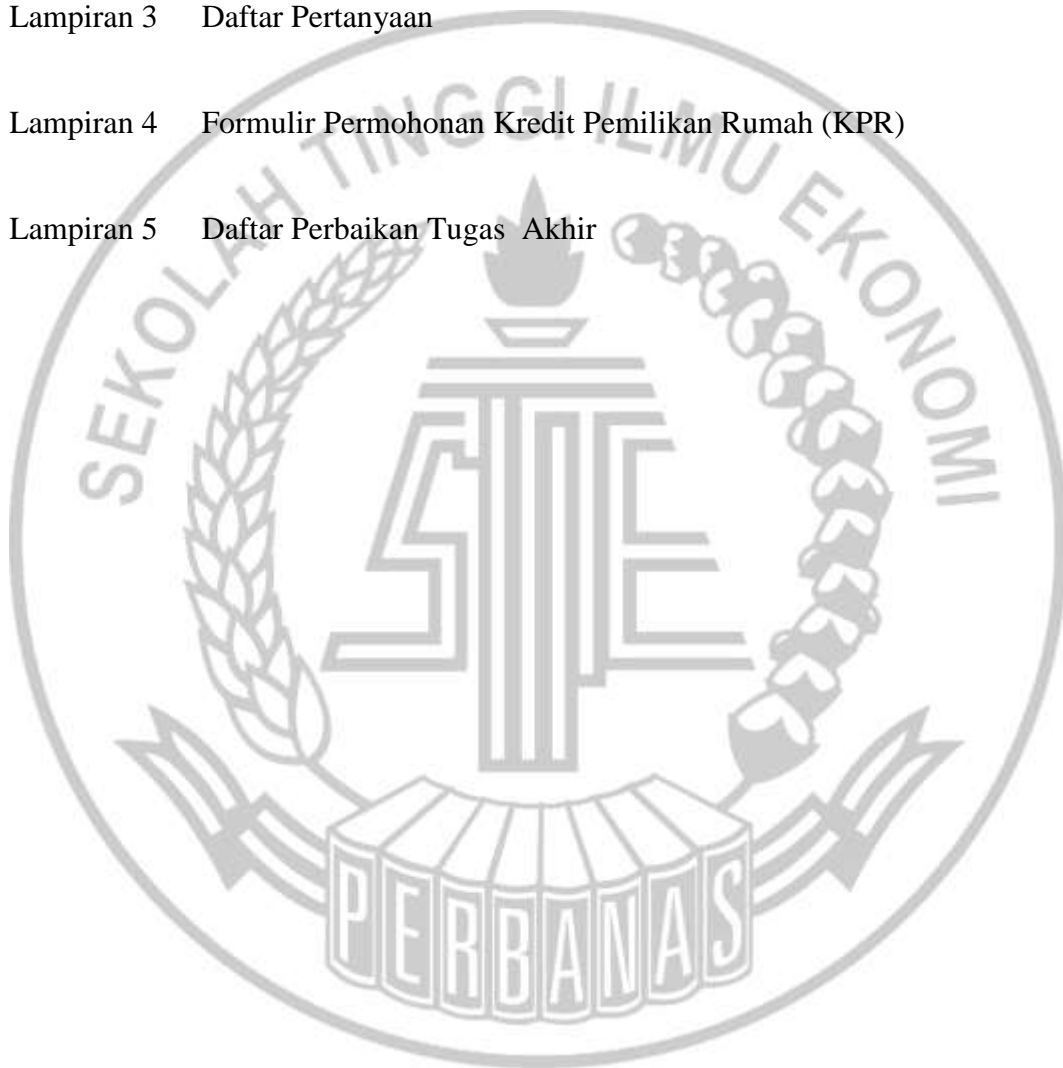 Lampiran 3 Daftar Pertanyaan
Lampiran 4 Formulir Permohonan Kredit Pemilikan Rumah (KPR)
Lampiran 5 Daftar Perbaikan Tugas Akhir
SEKOLAH TINGGI ILMU EKONOMI
STIE
PERBANAS